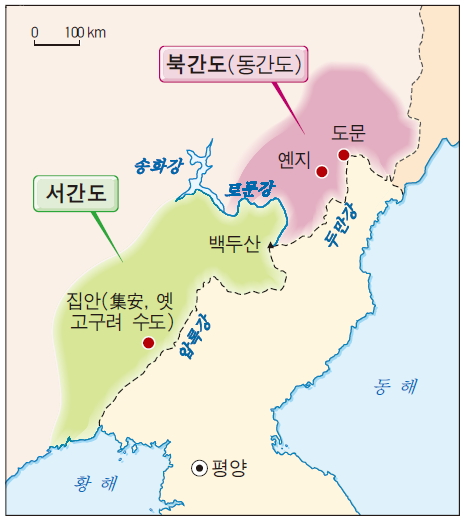 0 100 km
북간도(동간도)
도문
옌지
송화강
토문강
서간도
두만강
백두산
집안(集安, 옛
고구려 수도)
압록강
동해
평양
황해